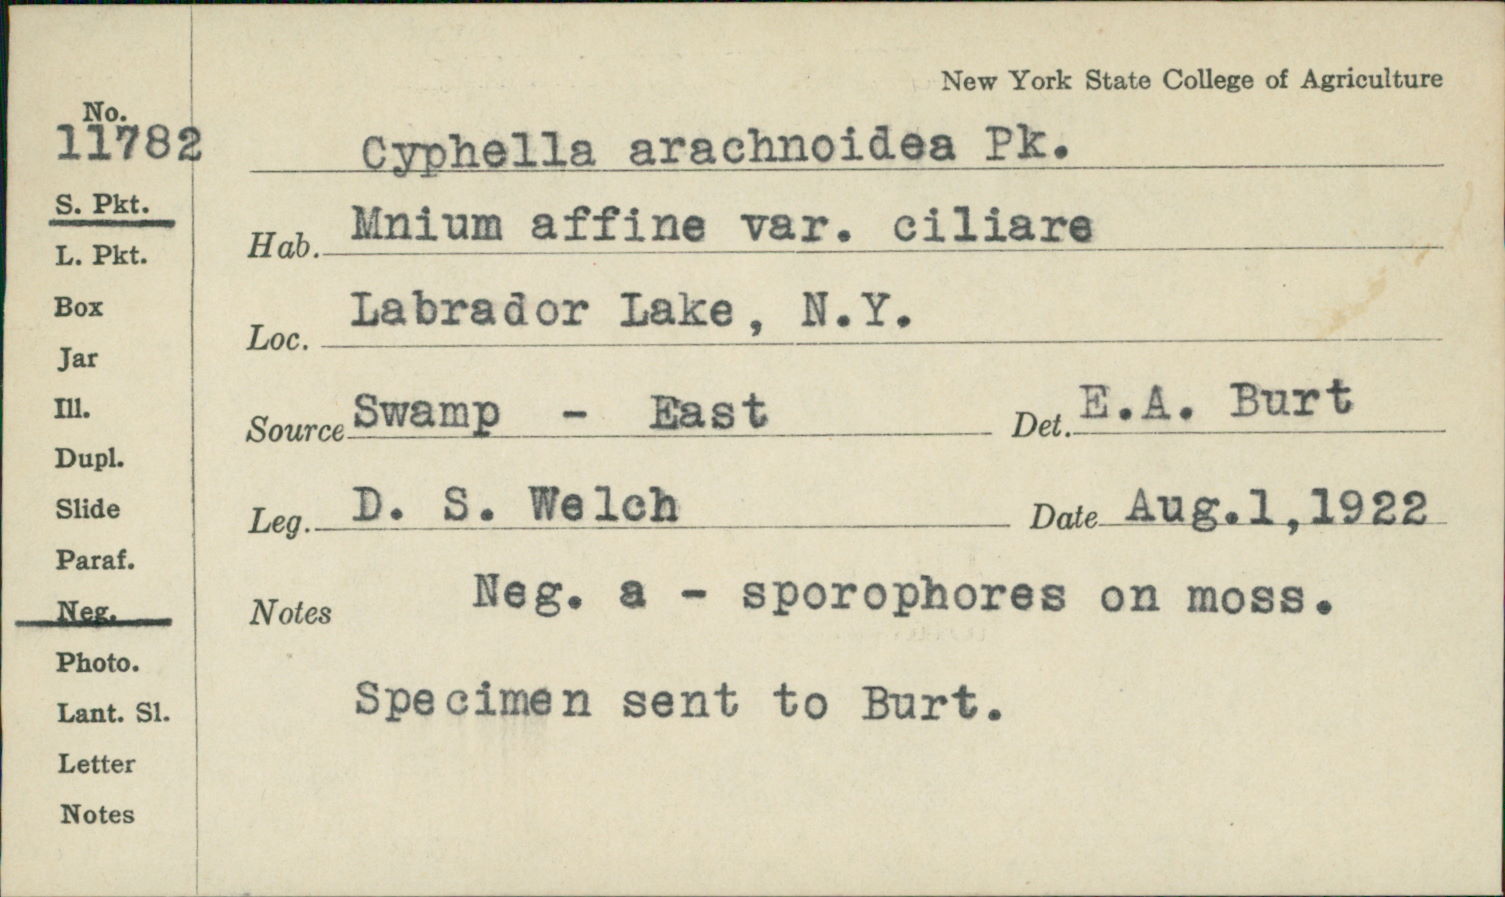 New York State College of Agriculture
No.
11782
Cyphella arachnoidea Pk.
S. Pkt.
Hab. Mnium affine var. ciliare
L. Pkt.
Box
Loc. Labrador Lake, N.Y.
Jar
Ill.
Source Swamp - East Det. E.A. Burt
Dupl.
Slide
Leg. D. S. Welch Date Aug.1,1922
Paraf.
Neg.
Notes Neg. a - sporophores on moss.
Photo.
Lant. Sl.
Specimen sent to Burt.
Letter
Notes